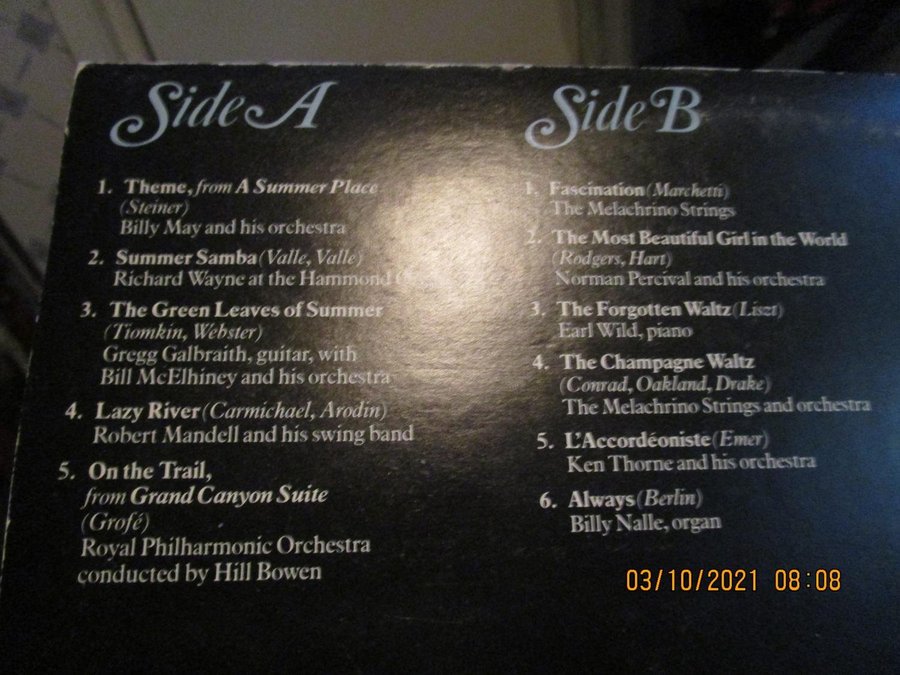 Side A
1. Theme, from A Summer Place
(Steiner)
Billy May and his orchestra
2. Summer Samba (Valle, Valle)
Richard Wayne at the Hammond
3. The Green Leaves of Summer
(Tiomkin, Webster)
Gregg Galbraith, guitar, with
Bill McElhiney and his orchestra
4. Lazy River (Carmichael, Arodin)
Robert Mandell and his swing band
5. On the Trail,
from Grand Canyon Suite
(Grofé)
Royal Philharmonic Orchestra
conducted by Hill Bowen
Side B
1. Fascination (Marchetti)
The Melachrino Strings
2. The Most Beautiful Girl in the World
(Rodgers, Hart)
Norman Percival and his orchestra
3. The Forgotten Waltz (Liszt)
Earl Wild, piano
4. The Champagne Waltz
(Conrad, Oakland, Drake)
The Melachrino Strings and orchestra
5. L'Accordéoniste (Emer)
Ken Thorne and his orchestra
6. Always (Berlin)
Billy Nalle, organ
03/10/2021 08:08